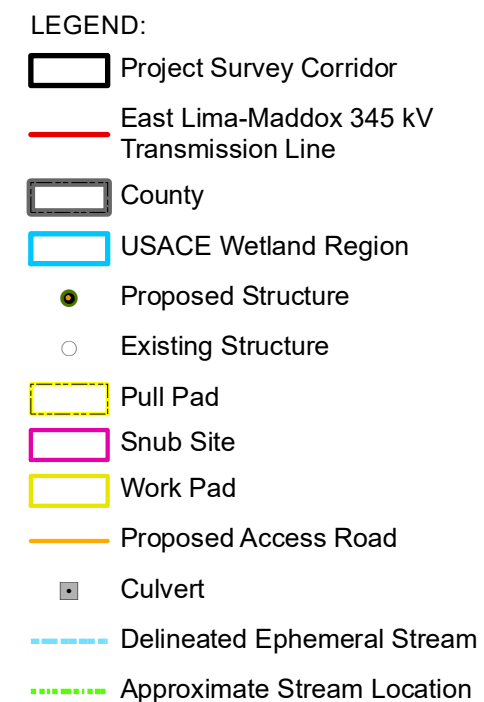 LEGEND:
Project Survey Corridor
East Lima-Maddox 345 kV
Transmission Line
County
USACE Wetland Region
Proposed Structure
Existing Structure
Pull Pad
Snub Site
Work Pad
Proposed Access Road
Culvert
Delineated Ephemeral Stream
Approximate Stream Location